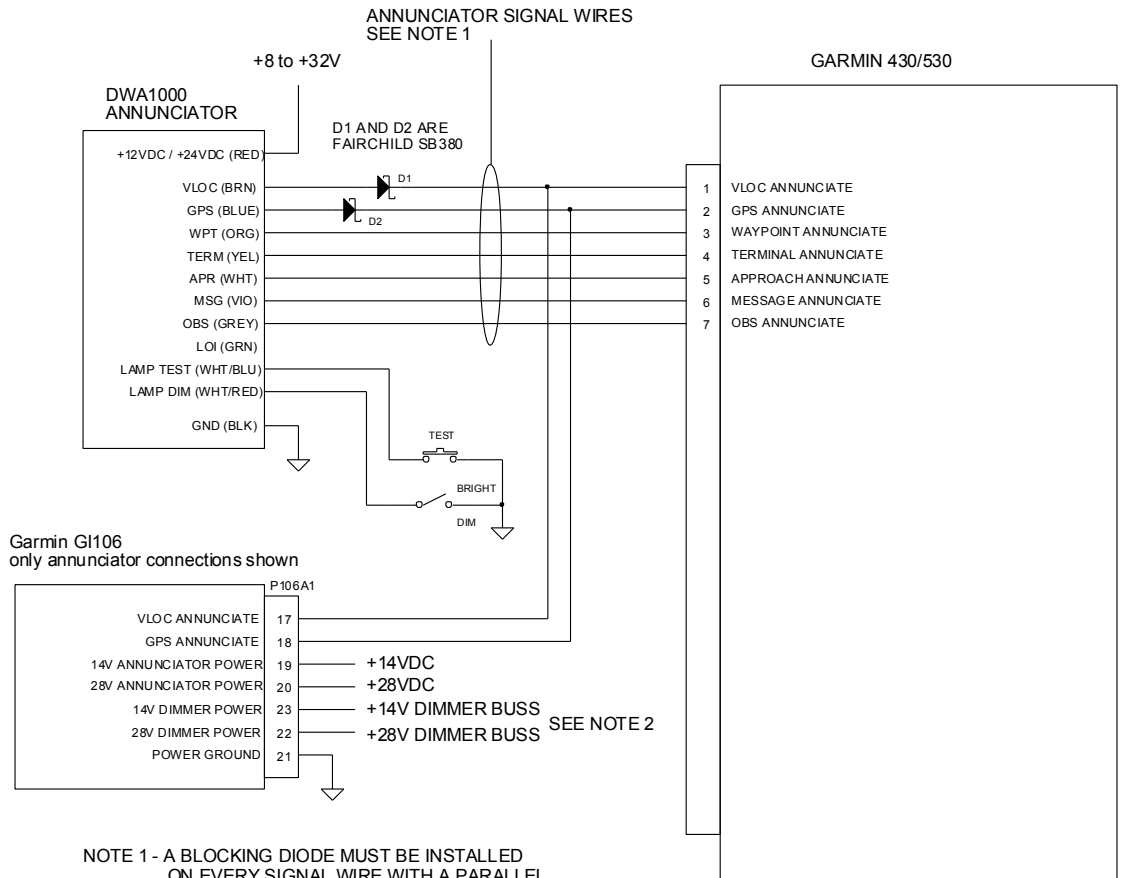 ANNUNCIATOR SIGNAL WIRES
SEE NOTE 1
+8 to +32V
GARMIN 430/530
DWA1000
ANNUNCIATOR
D1 AND D2 ARE
FAIRCHILD SB380
+12VDC / +24VDC (RED)
VLOC (BRN)
D1
1
VLOC ANNUNCIATE
GPS (BLUE)
D2
2
GPS ANNUNCIATE
WPT (ORG)
3
WAYPOINT ANNUNCIATE
TERM (YEL)
4
TERMINAL ANNUNCIATE
APR (WHT)
5
APPROACH ANNUNCIATE
MSG (VIO)
6
MESSAGE ANNUNCIATE
OBS (GREY)
7
OBS ANNUNCIATE
LOI (GRN)
LAMP TEST (WHT/BLU)
LAMP DIM (WHT/RED)
GND (BLK)
TEST
BRIGHT
DIM
Garmin GI106
only annunciator connections shown
P106A1
VLOC ANNUNCIATE
17
GPS ANNUNCIATE
18
14V ANNUNCIATOR POWER
19
+14VDC
28V ANNUNCIATOR POWER
20
+28VDC
14V DIMMER POWER
23
+14V DIMMER BUSS
SEE NOTE 2
28V DIMMER POWER
22
+28V DIMMER BUSS
POWER GROUND
21
NOTE 1 - A BLOCKING DIODE MUST BE INSTALLED
ON EVERY SIGNAL WIRE WITH A PARALLEL